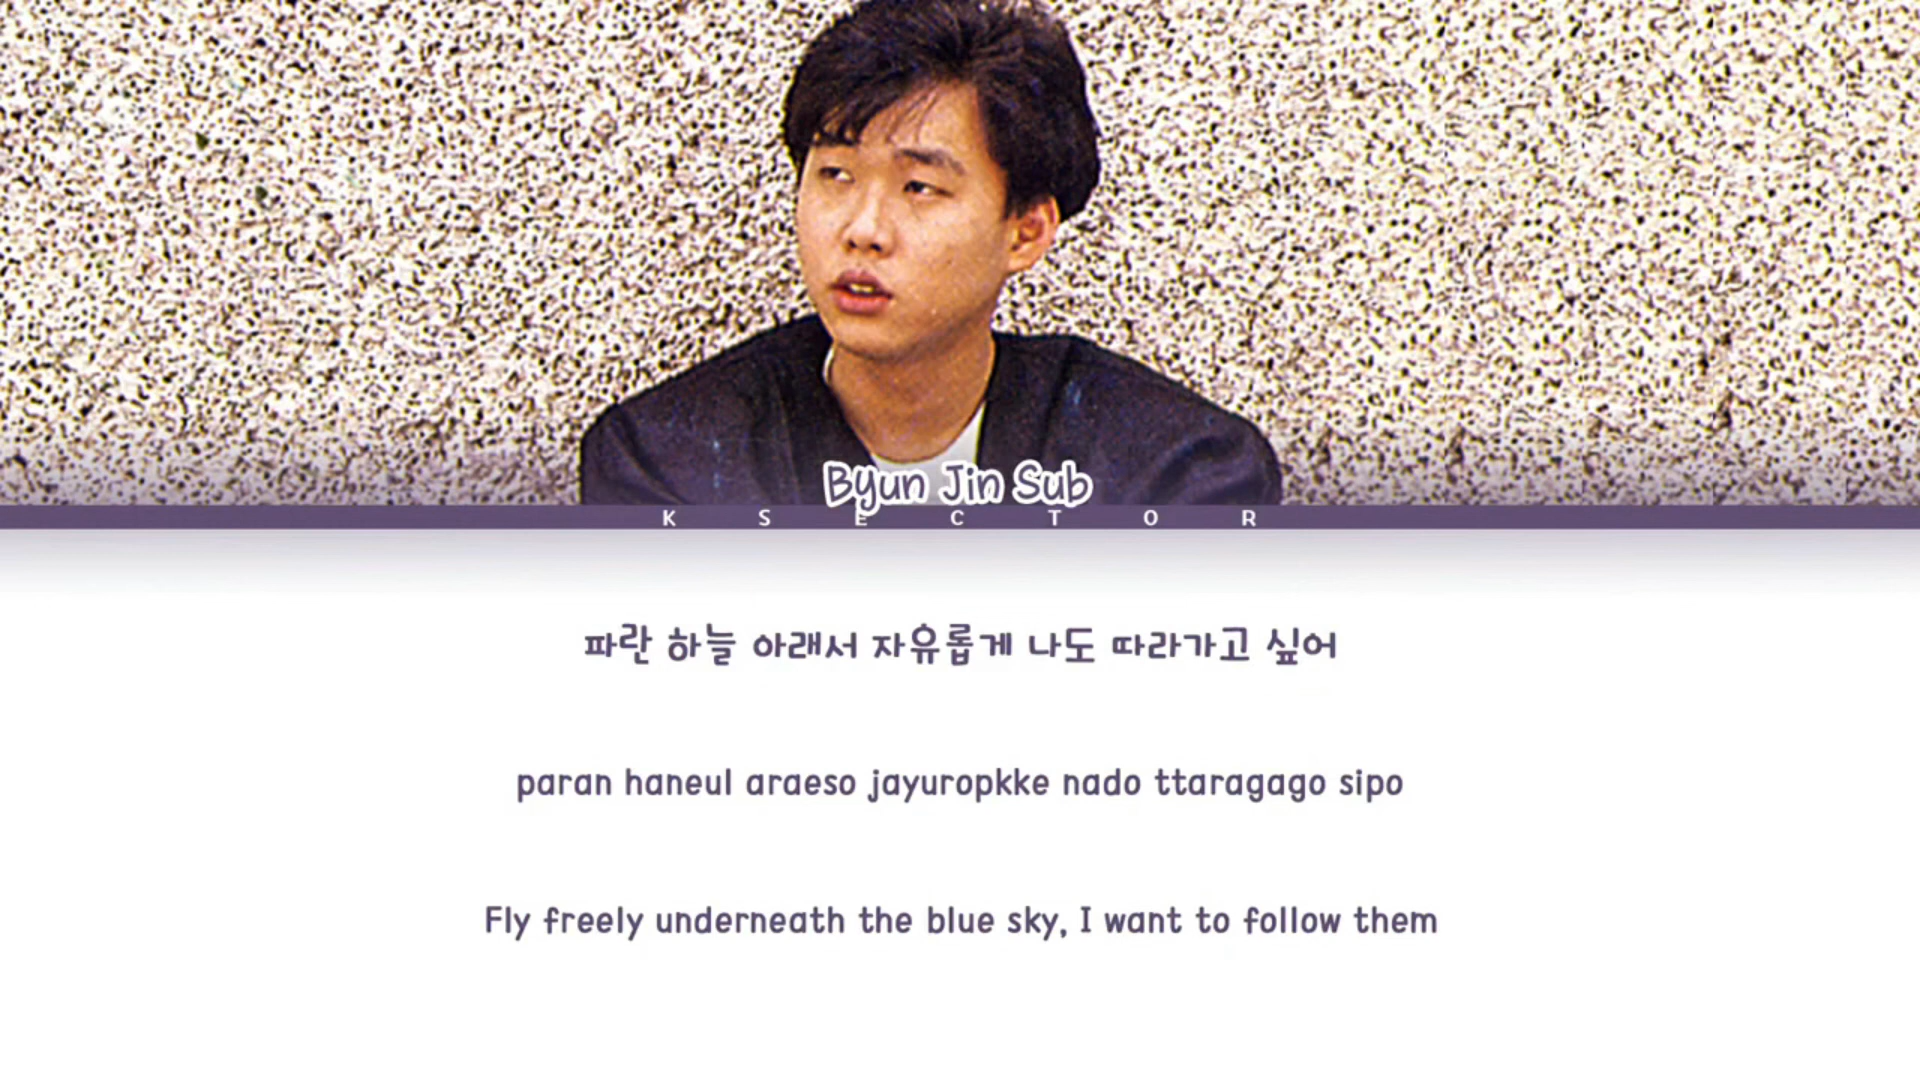 Byun Jin Sub
K S E C T O R
파란 하늘 아래서 자유롭게 나도 따라가고 싶어
paran haneul araeso jayuropkke nado ttaragago sipo
Fly freely underneath the blue sky, I want to follow them